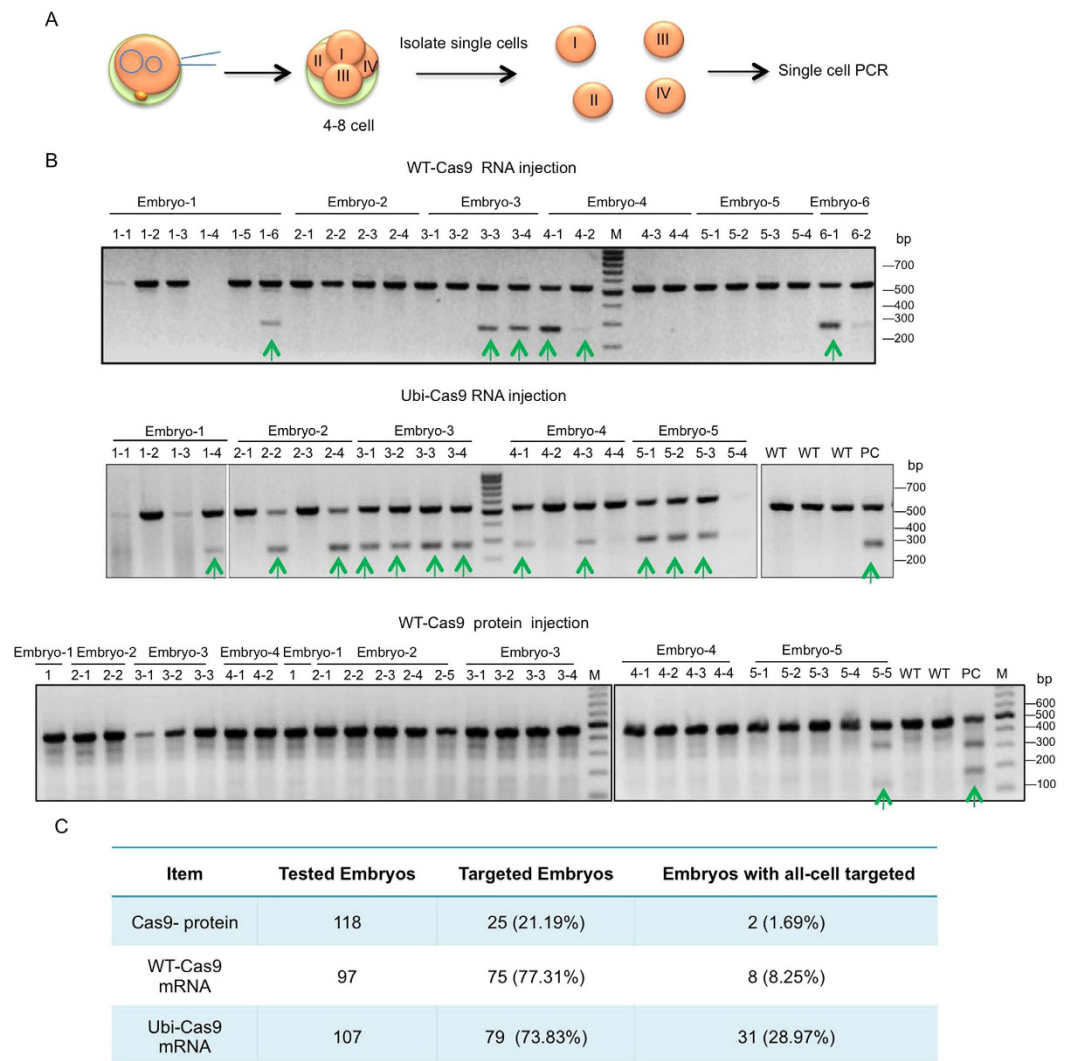 A
I
II
IV
III
4-8 cell
Isolate single cells
I
III
II
IV
Single cell PCR
B
WT-Cas9 RNA injection
Embryo-1 Embryo-2 Embryo-3 Embryo-4 Embryo-5 Embryo-6
1-1 1-2 1-3 1-4 1-5 1-6 2-1 2-2 2-3 2-4 3-1 3-2 3-3 3-4 4-1 4-2 M 4-3 4-4 5-1 5-2 5-3 5-4 6-1 6-2
bp
700
500
400
300
200
Ubi-Cas9 RNA injection
Embryo-1 Embryo-2 Embryo-3 Embryo-4 Embryo-5
1-1 1-2 1-3 1-4 2-1 2-2 2-3 2-4 3-1 3-2 3-3 3-4 4-1 4-2 4-3 4-4 5-1 5-2 5-3 5-4 WT WT WT PC
bp
700
500
400
300
200
WT-Cas9 protein injection
Embryo-1 Embryo-2 Embryo-3 Embryo-4 Embryo-1 Embryo-2 Embryo-3 Embryo-4 Embryo-5
1 2-1 2-2 3-1 3-2 3-3 4-1 4-2 1 2-1 2-2 2-3 2-4 2-5 3-1 3-2 3-3 3-4 M 4-1 4-2 4-3 4-4 5-1 5-2 5-3 5-4 5-5 WT WT PC M
bp
600
500
400
300
200
100
C
Item Tested Embryos Targeted Embryos Embryos with all-cell targeted
Cas9- protein 118 25 (21.19%) 2 (1.69%)
WT-Cas9
mRNA 97 75 (77.31%) 8 (8.25%)
Ubi-Cas9
mRNA 107 79 (73.83%) 31 (28.97%)